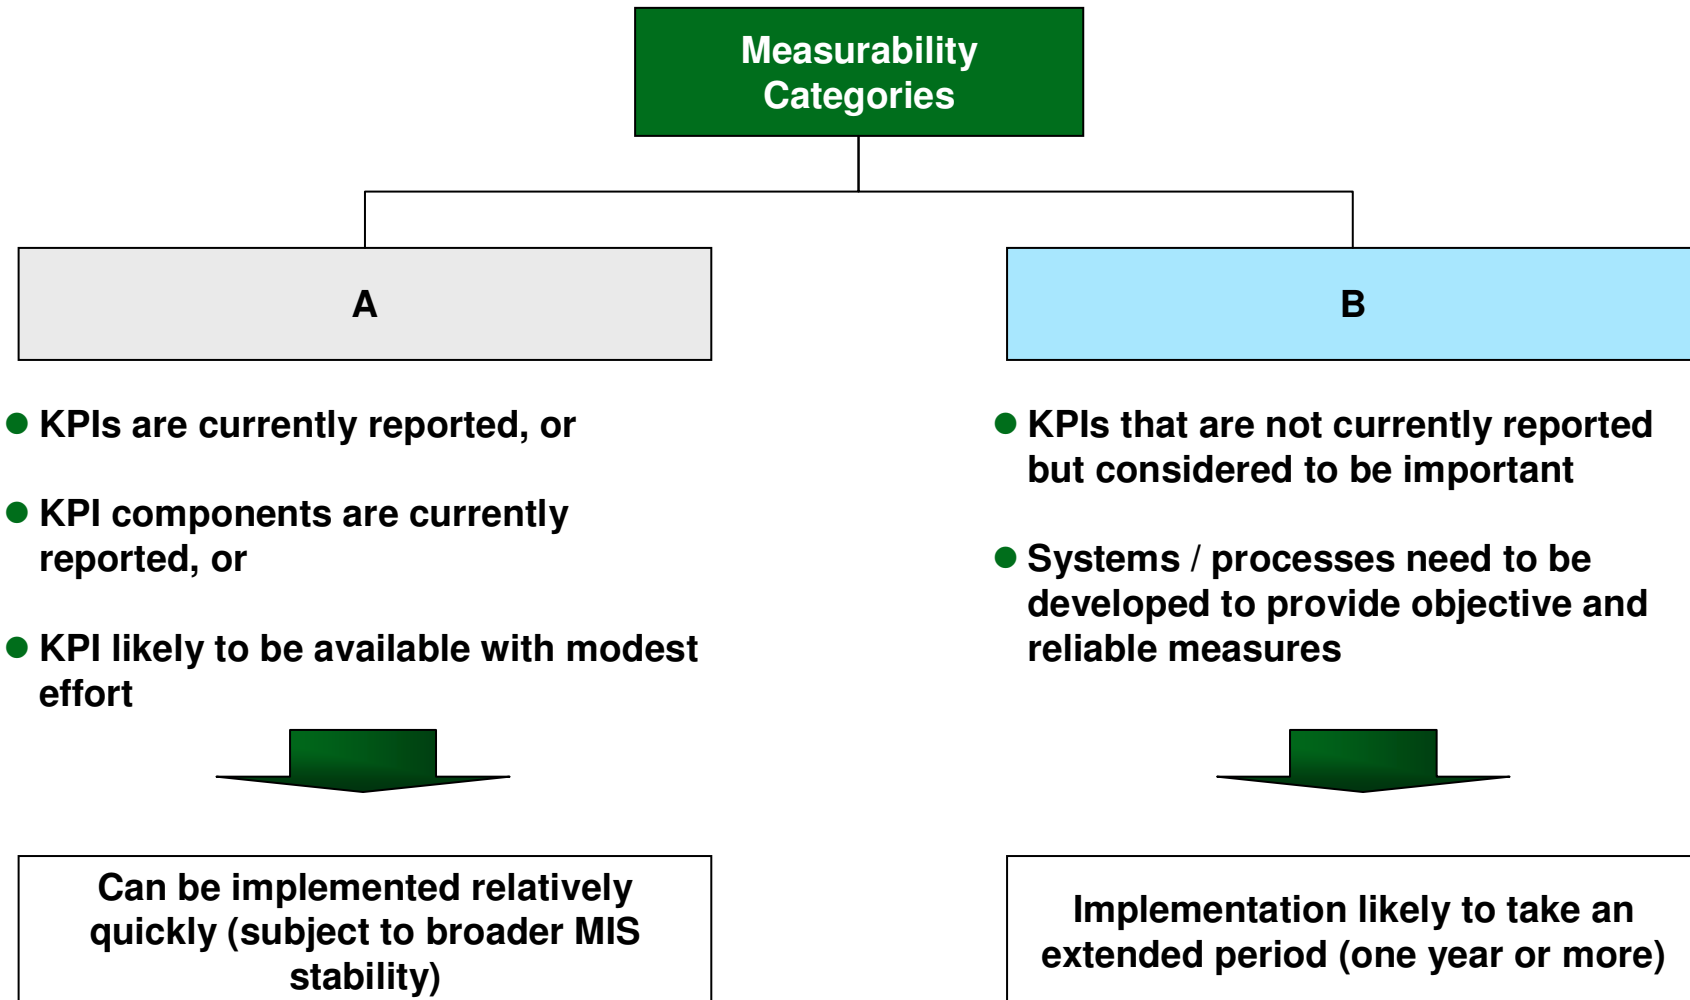 Measurability
Categories
A
● KPIs are currently reported, or
● KPI components are currently
reported, or
● KPI likely to be available with modest
effort
Can be implemented relatively
quickly (subject to broader MIS
stability)
B
● KPIs that are not currently reported
but considered to be important
● Systems / processes need to be
developed to provide objective and
reliable measures
Implementation likely to take an
extended period (one year or more)